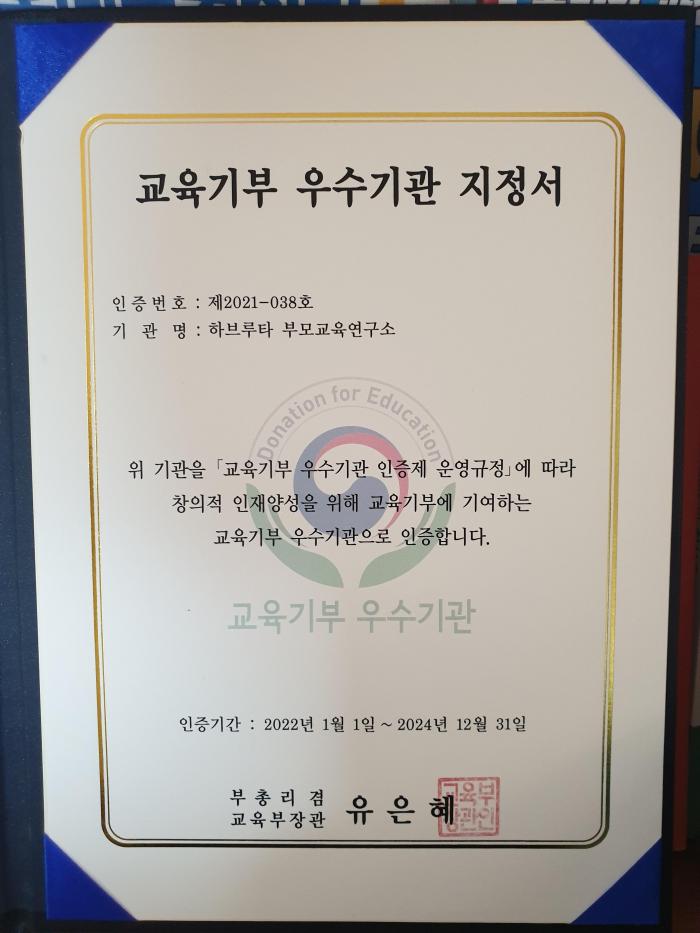 교육기부 우수기관 지정서
인증번호 : 제2021-038호
기 관 명 : 하브루타 부모교육연구소
Donation for Education
위 기관을 「교육기부 우수기관 인증제 운영규정」에 따라
창의적 인재양성을 위해 교육기부에 기여하는
교육기부 우수기관으로 인증합니다.
교육기부 우수기관
인증기간 : 2022년 1월 1일 ~ 2024년 12월 31일
부총리 겸
교육부장관 유은혜
교육부
장관인